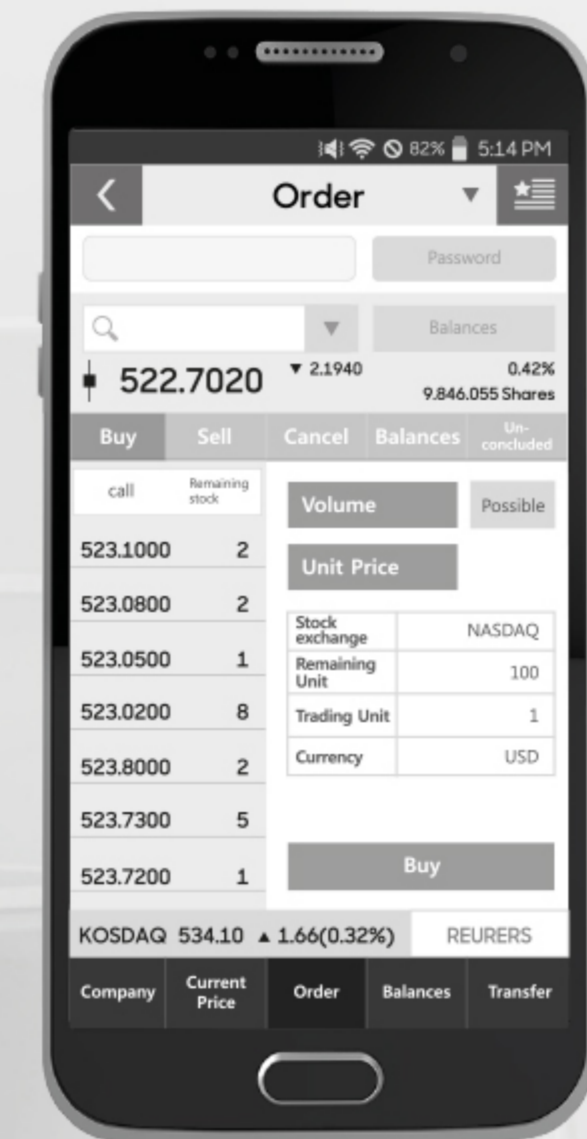 82% 5:14 PM
Order
Password
Balances
522.7020 ▼ 2.1940 0.42%
9.846.055 Shares
Buy Sell Cancel Balances Un-
concluded
call Remaining
stock
Volume Possible
Unit Price
523.1000 2
523.0800 2
523.0500 1
523.0200 8
523.8000 2
523.7300 5
523.7200 1
Stock
exchange NASDAQ
Remaining
Unit 100
Trading Unit 1
Currency USD
Buy
KOSDAQ 534.10 ▲ 1.66(0.32%) REURERS
Company Current
Price Order Balances Transfer